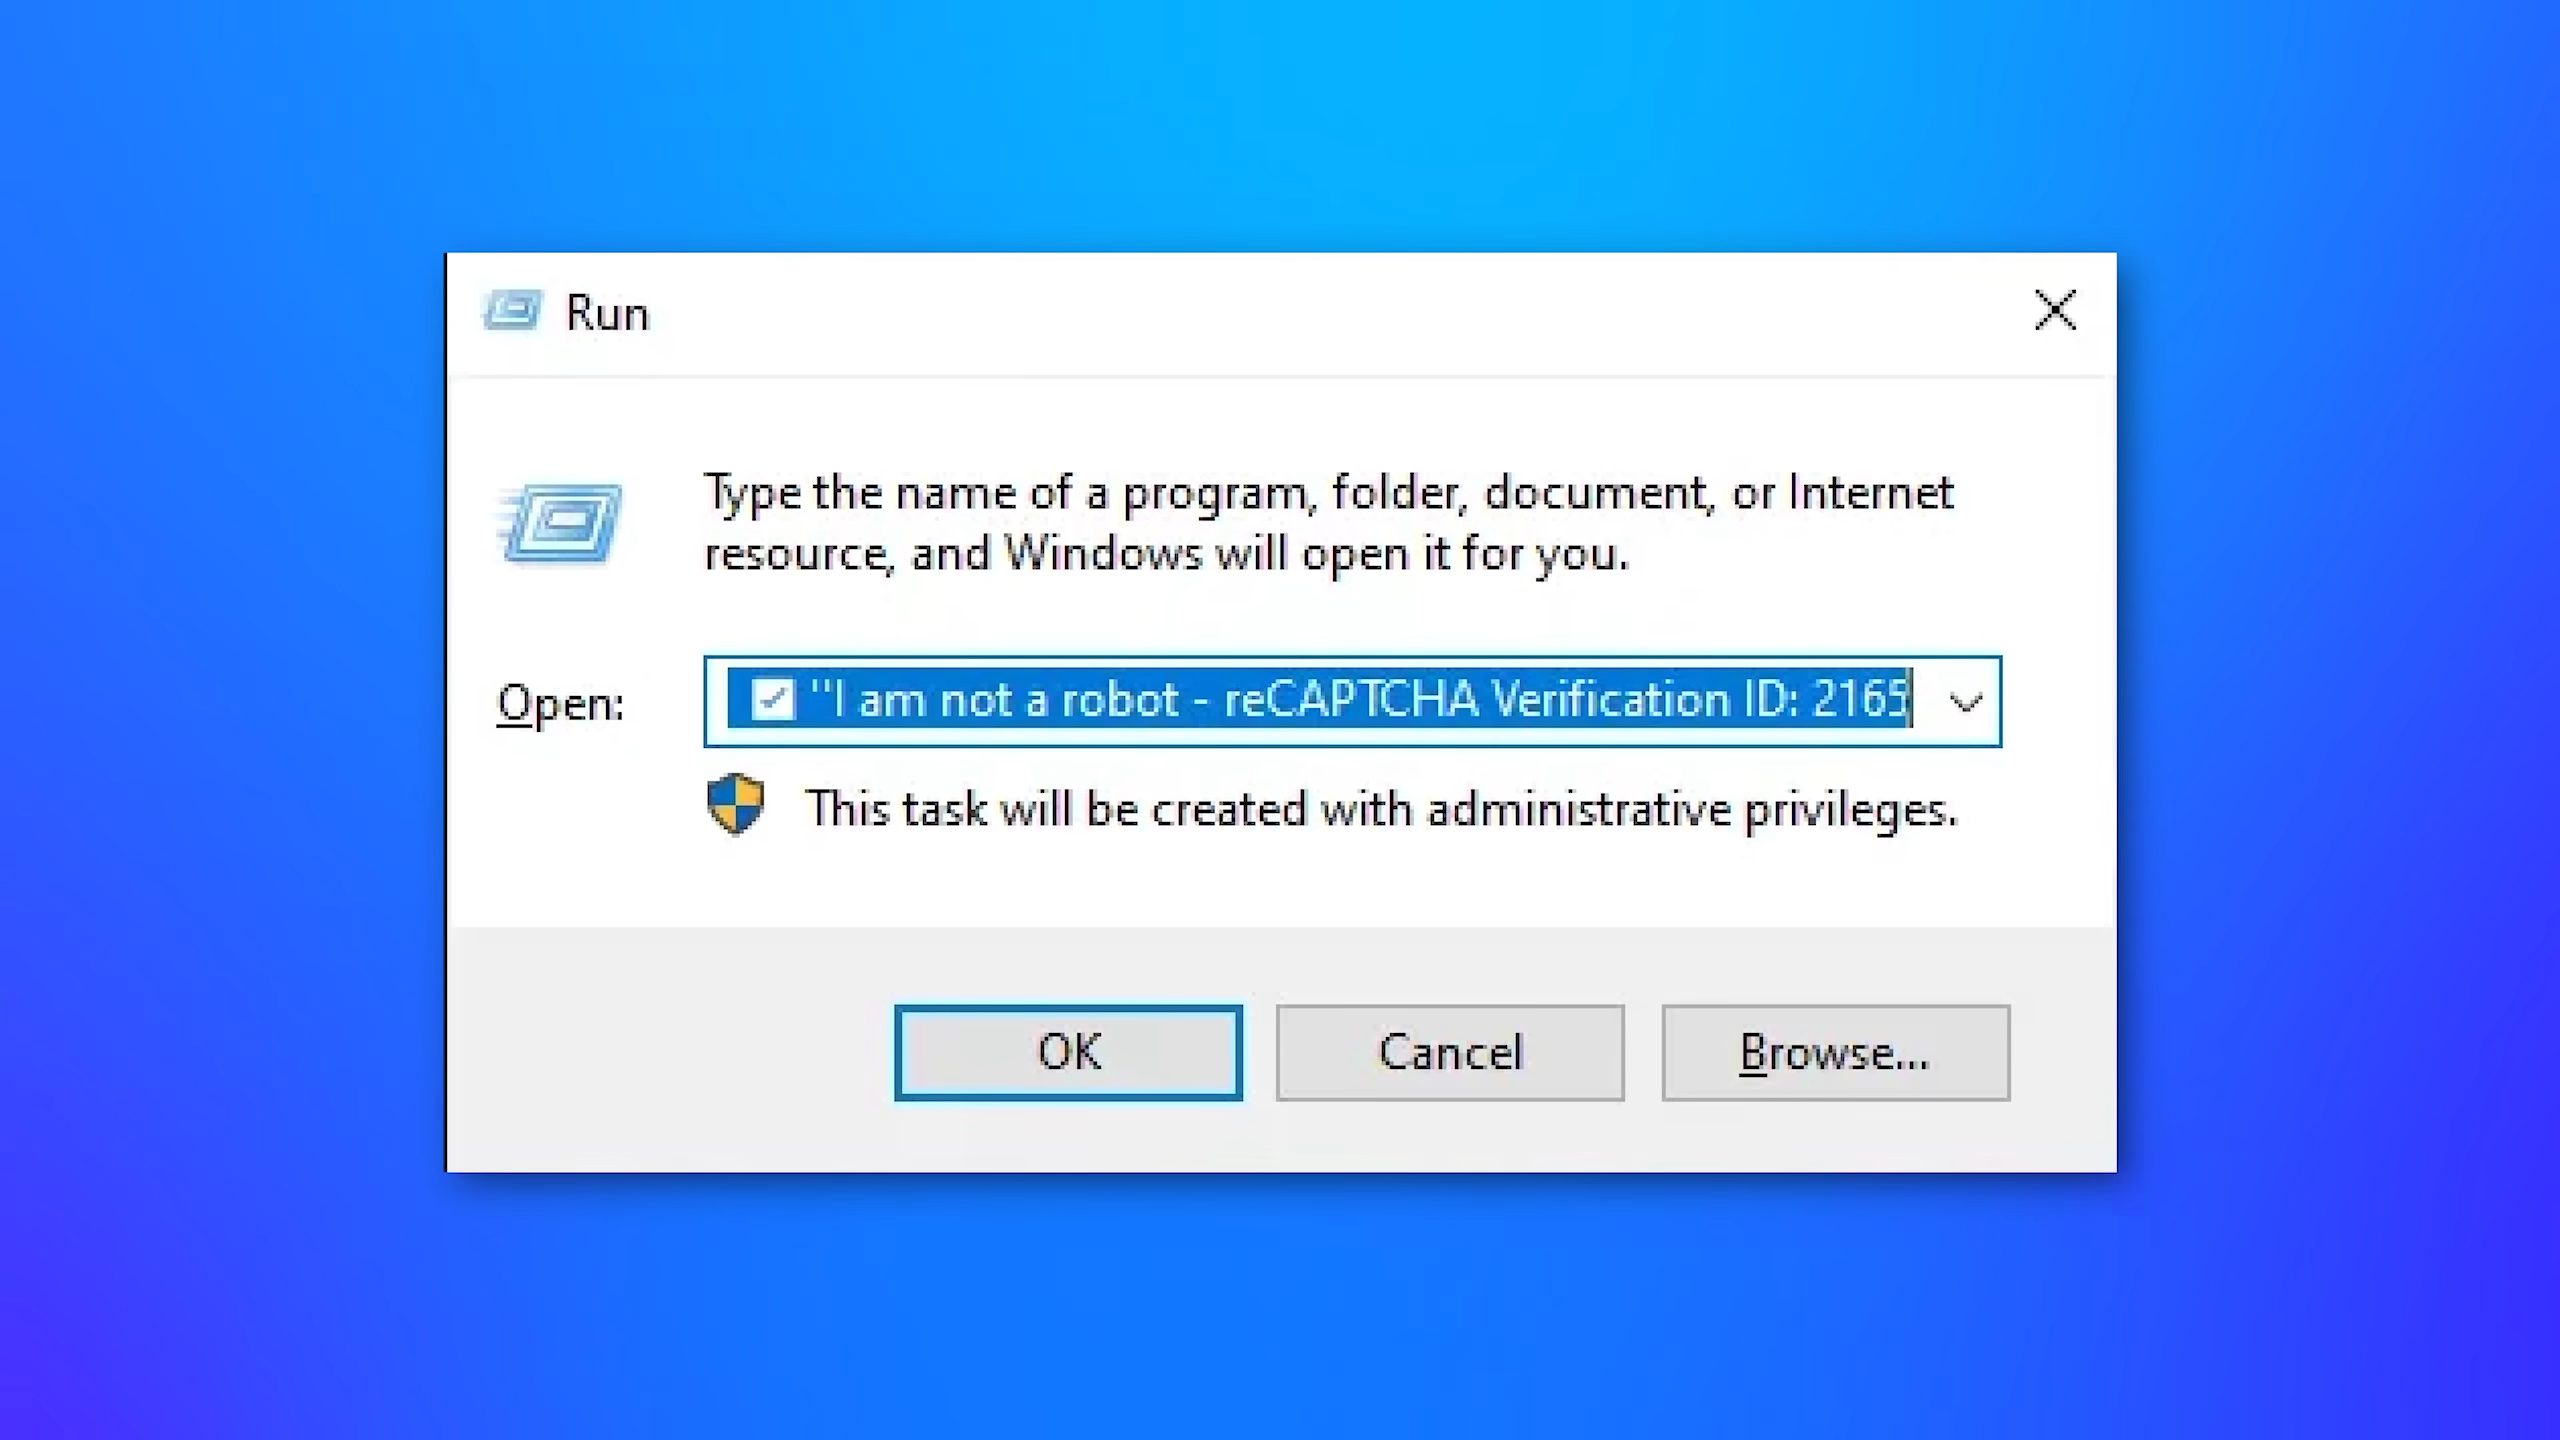 Run
Type the name of a program, folder, document, or Internet
resource, and Windows will open it for you.
Open:
"I am not a robot - reCAPTCHA Verification ID: 2165
This task will be created with administrative privileges.
OK
Cancel
Browse...